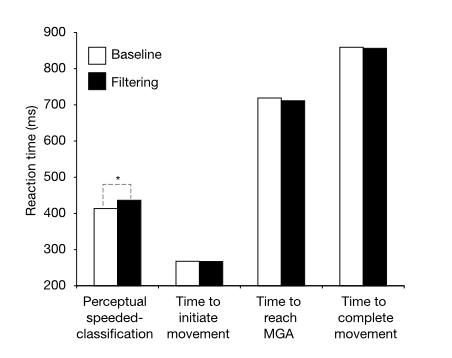 900
800
700
600
500
400
300
200
Reaction time (ms)
Baseline
Filtering
*
Perceptual
speeded-
classification
Time to
initiate
movement
Time to
reach
MGA
Time to
complete
movement